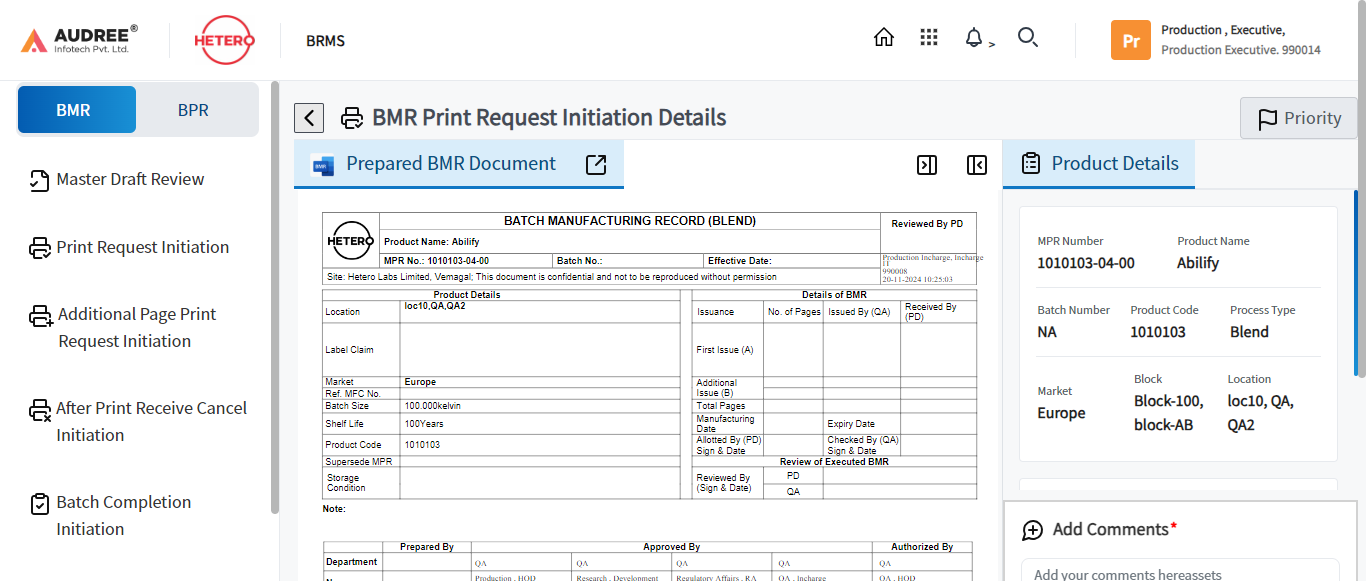 AUDREE®
Infotech Pvt. Ltd.
HETERO
BRMS
>
Pr
Production , Executive,
Production Executive. 990014
BMR
BPR
Master Draft Review
Print Request Initiation
Additional Page Print
Request Initiation
After Print Receive Cancel
Initiation
Batch Completion
Initiation
BMR Print Request Initiation Details
Priority
BMR
Prepared BMR Document
HETERO
BATCH MANUFACTURING RECORD (BLEND)
Reviewed By PD
Product Name: Abilify
MPR No.: 1010103-04-00
Batch No.:
Effective Date:
Production Incharge, Incharge
IT
990008
20-11-2024 10:25:03
Site: Hetero Labs Limited, Vemagal; This document is confidential and not to be reproduced without permission
Product Details
Location
loc10,QA,QA2
Label Claim
Market
Europe
Ref. MFC No.
Batch Size
100.000kelvin
Shelf Life
100Years
Product Code
1010103
Supersede MPR
Storage
Condition
Details of BMR
Issuance
No. of Pages
Issued By (QA)
Received By
(PD)
First Issue (A)
Additional
Issue (B)
Total Pages
Manufacturing
Date
Expiry Date
Allotted By (PD)
Sign & Date
Checked By (QA)
Sign & Date
Review of Executed BMR
Reviewed By
(Sign & Date)
PD
QA
Note:
Prepared By
Approved By
Authorized By
Department
QA
QA
QA
QA
QA
Production , HOD
Research , Development
Regulatory Affairs , RA
QA , Incharge
QA , HOD
Product Details
MPR Number
1010103-04-00
Product Name
Abilify
Batch Number
NA
Product Code
1010103
Process Type
Blend
Market
Europe
Block
Block-100,
block-AB
Location
loc10, QA,
QA2
Add Comments*
Add your comments hereassets